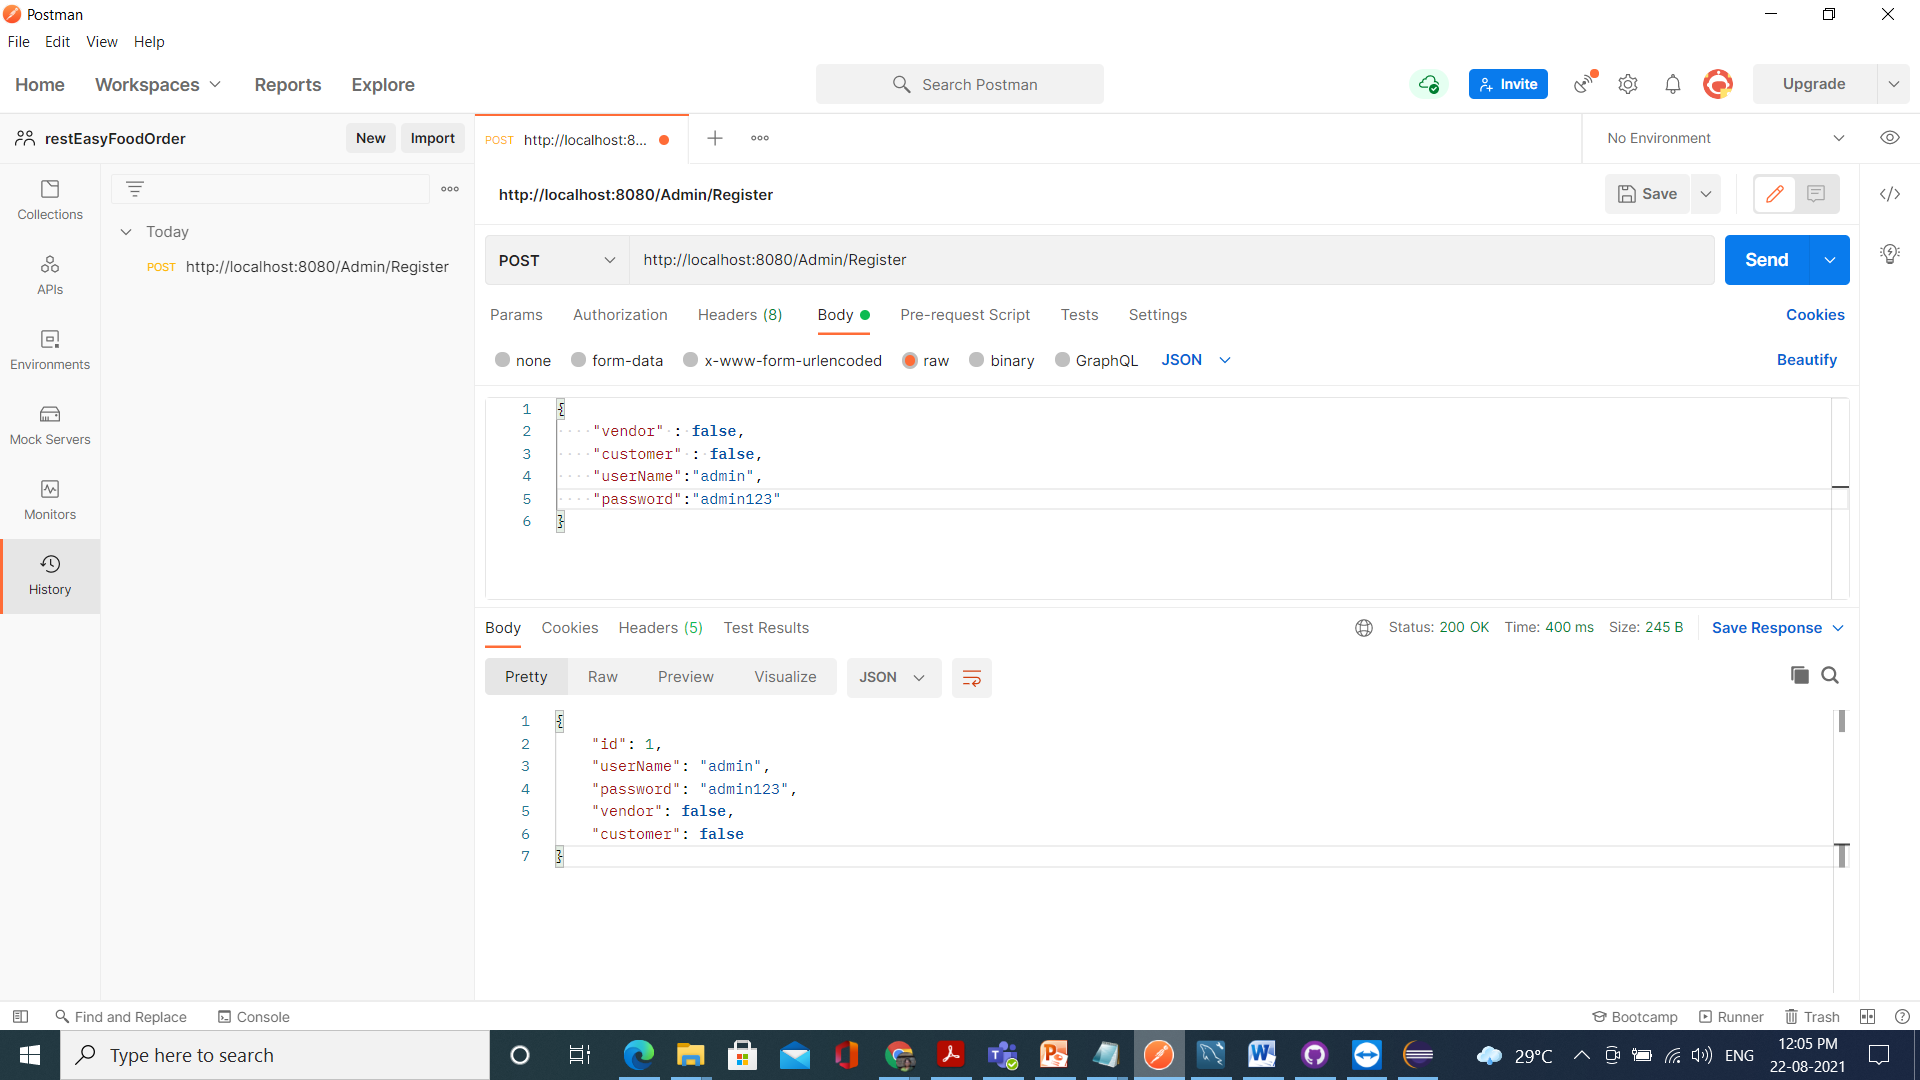 Postman
File Edit View Help
Home Workspaces Reports Explore Search Postman Invite Upgrade
restEasyFoodOrder New Import POST http://localhost:8... No Environment
http://localhost:8080/Admin/Register Save
Collections
Today
POST http://localhost:8080/Admin/Register
APIs
Environments
Mock Servers
Monitors
History
POST http://localhost:8080/Admin/Register Send
Params Authorization Headers (8) Body Pre-request Script Tests Settings Cookies
none form-data x-www-form-urlencoded raw binary GraphQL JSON Beautify
1 {
2 "vendor" : false,
3 "customer" : false,
4 "userName":"admin",
5 "password":"admin123"
6 }
Body Cookies Headers (5) Test Results Status: 200 OK Time: 400 ms Size: 245 B Save Response
Pretty Raw Preview Visualize JSON
1 {
2 "id": 1,
3 "userName": "admin",
4 "password": "admin123",
5 "vendor": false,
6 "customer": false
7 }
Find and Replace Console Bootcamp Runner Trash
Type here to search 29°C ENG 12:05 PM
22-08-2021